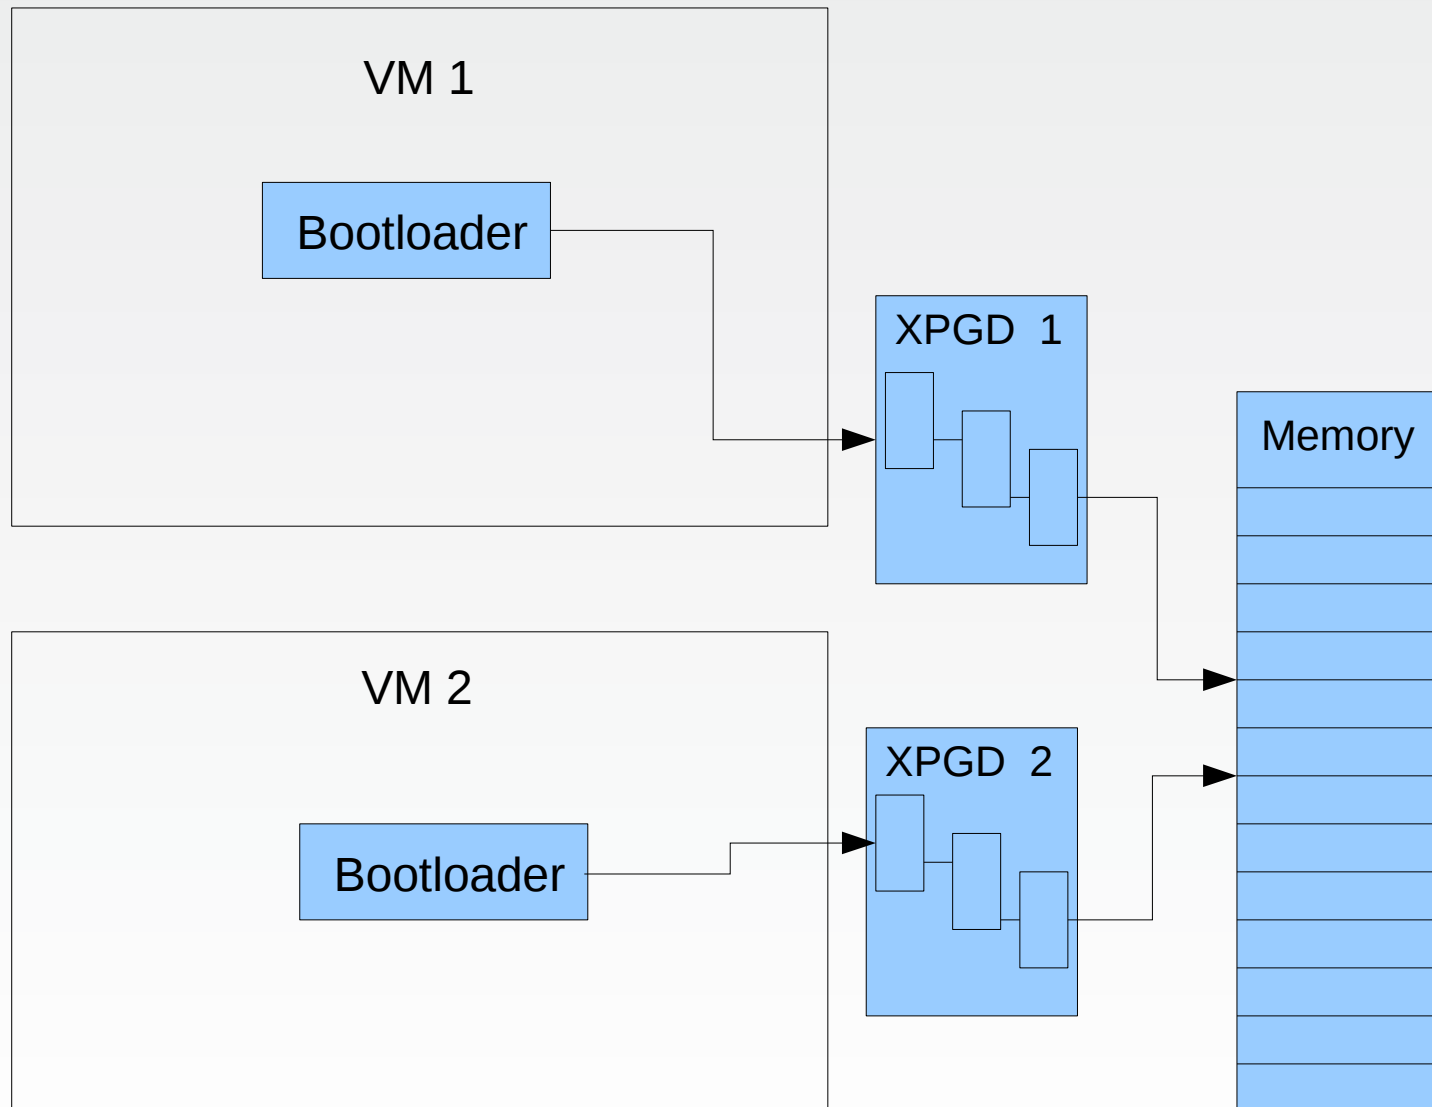 VM 1
Bootloader
XPGD 1
Memory
VM 2
XPGD 2
Bootloader